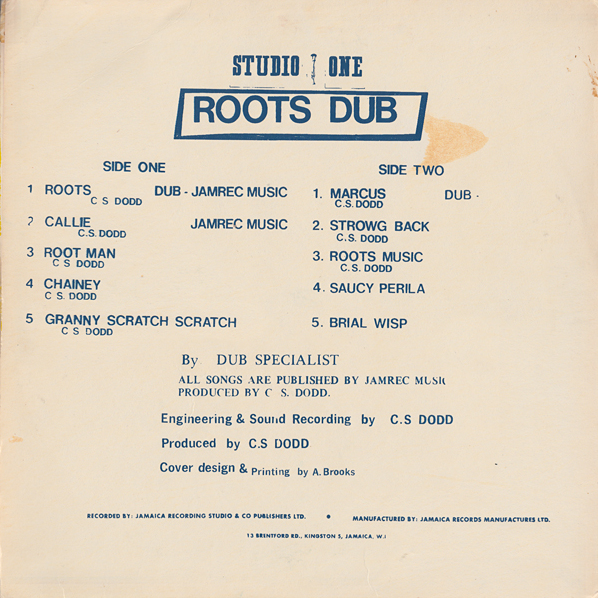 STUDIO ONE
ROOTS DUB
SIDE ONE
1 ROOTS DUB - JAMREC MUSIC
C S DODD
2 CALLIE JAMREC MUSIC
C.S. DODD
3 ROOT MAN
C S DODD
4 CHAINEY
C S. DODD
5 GRANNY SCRATCH SCRATCH
C S DODD
SIDE TWO
1. MARCUS DUB -
C.S. DODD
2. STROWG BACK
C.S. DODD
3. ROOTS MUSIC
C.S. DODD
4. SAUCY PERILA
5. BRIAL WISP
By DUB SPECIALIST
ALL SONGS ARE PUBLISHED BY JAMREC MUSIC
PRODUCED BY C S. DODD.
Engineering & Sound Recording by C.S DODD
Produced by C.S DODD
Cover design & Printing by A. Brooks
RECORDED BY: JAMAICA RECORDING STUDIO & CO PUBLISHERS LTD. • MANUFACTURED BY: JAMAICA RECORDS MANUFACTURES LTD.
13 BRENTFORD RD., KINGSTON 5, JAMAICA, W.I